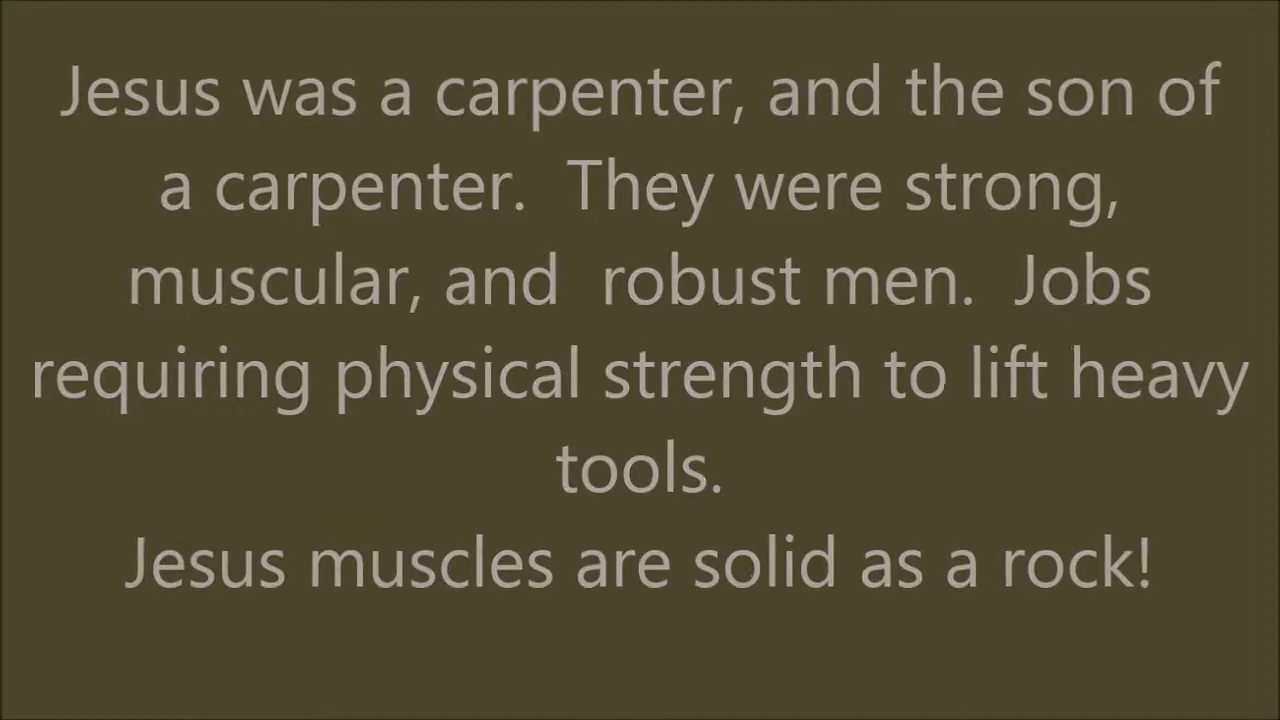 Jesus was a carpenter, and the son of
a carpenter.  They were strong,
muscular, and  robust men.  Jobs
requiring physical strength to lift heavy
tools.
Jesus muscles are solid as a rock!